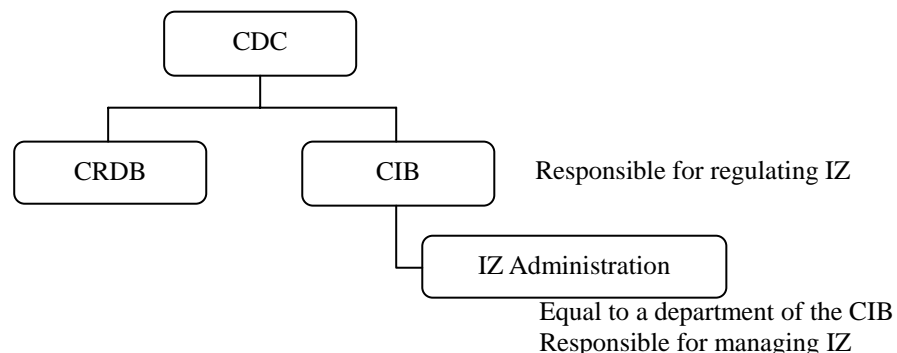 CDC
CRDB
CIB
Responsible for regulating IZ
IZ Administration
Equal to a department of the CIB
Responsible for managing IZ